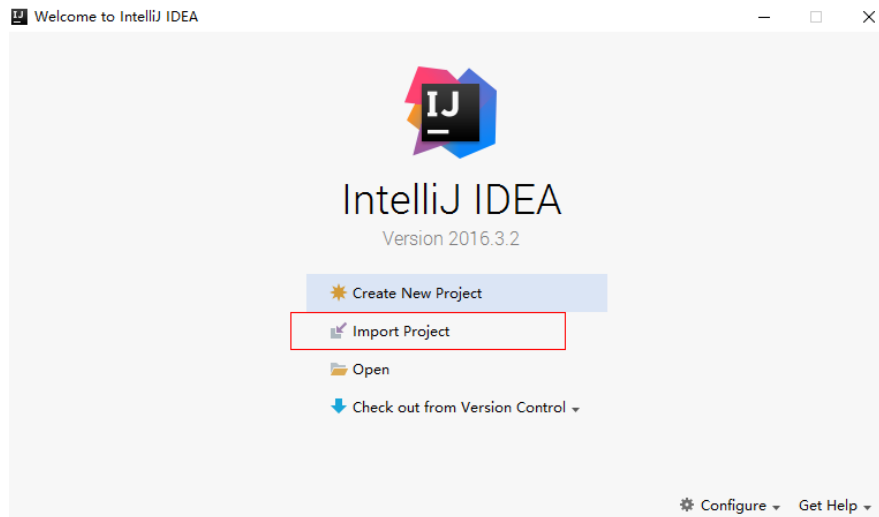 Welcome to IntelliJ IDEA
IJ
IntelliJ IDEA
Version 2016.3.2
Create New Project
Import Project
Open
Check out from Version Control
Configure
Get Help